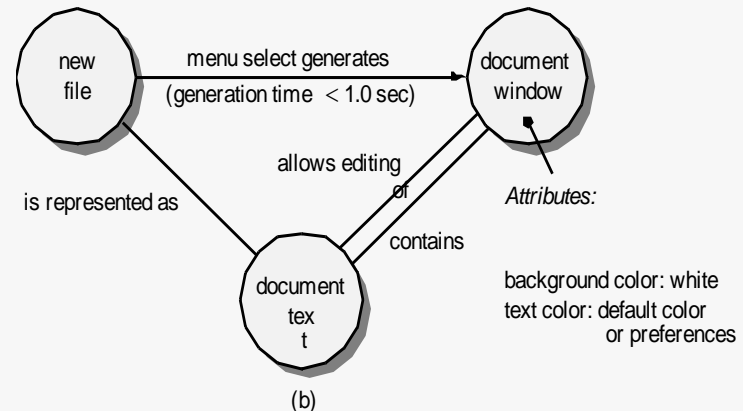 new
file
menu select generates
(generation time < 1.0 sec)
document
window
allows editing
of
is represented as
Attributes:
contains
document
tex
t
background color: white
text color: default color
or preferences
(b)